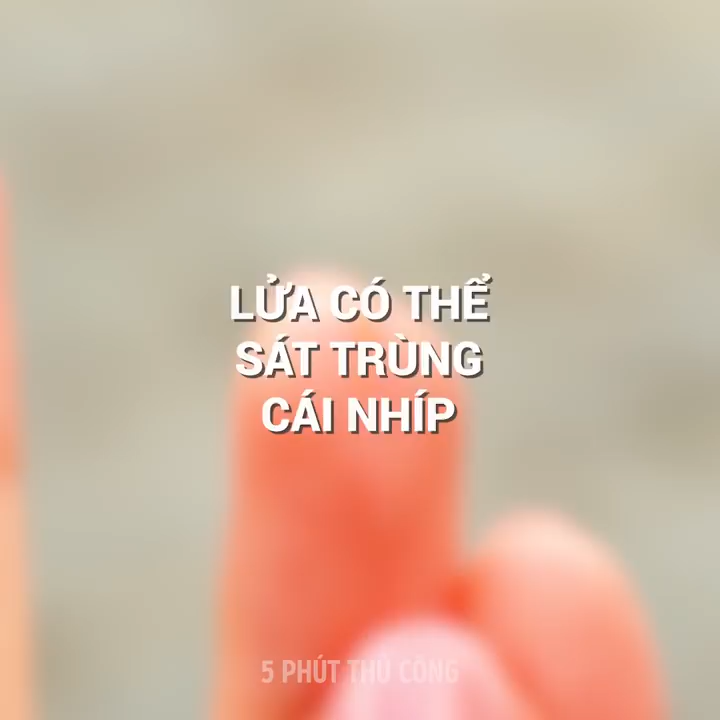 LỬA CÓ THỂ
SÁT TRÙNG
CÁI NHÍP
5 PHÚT THỦ CÔNG